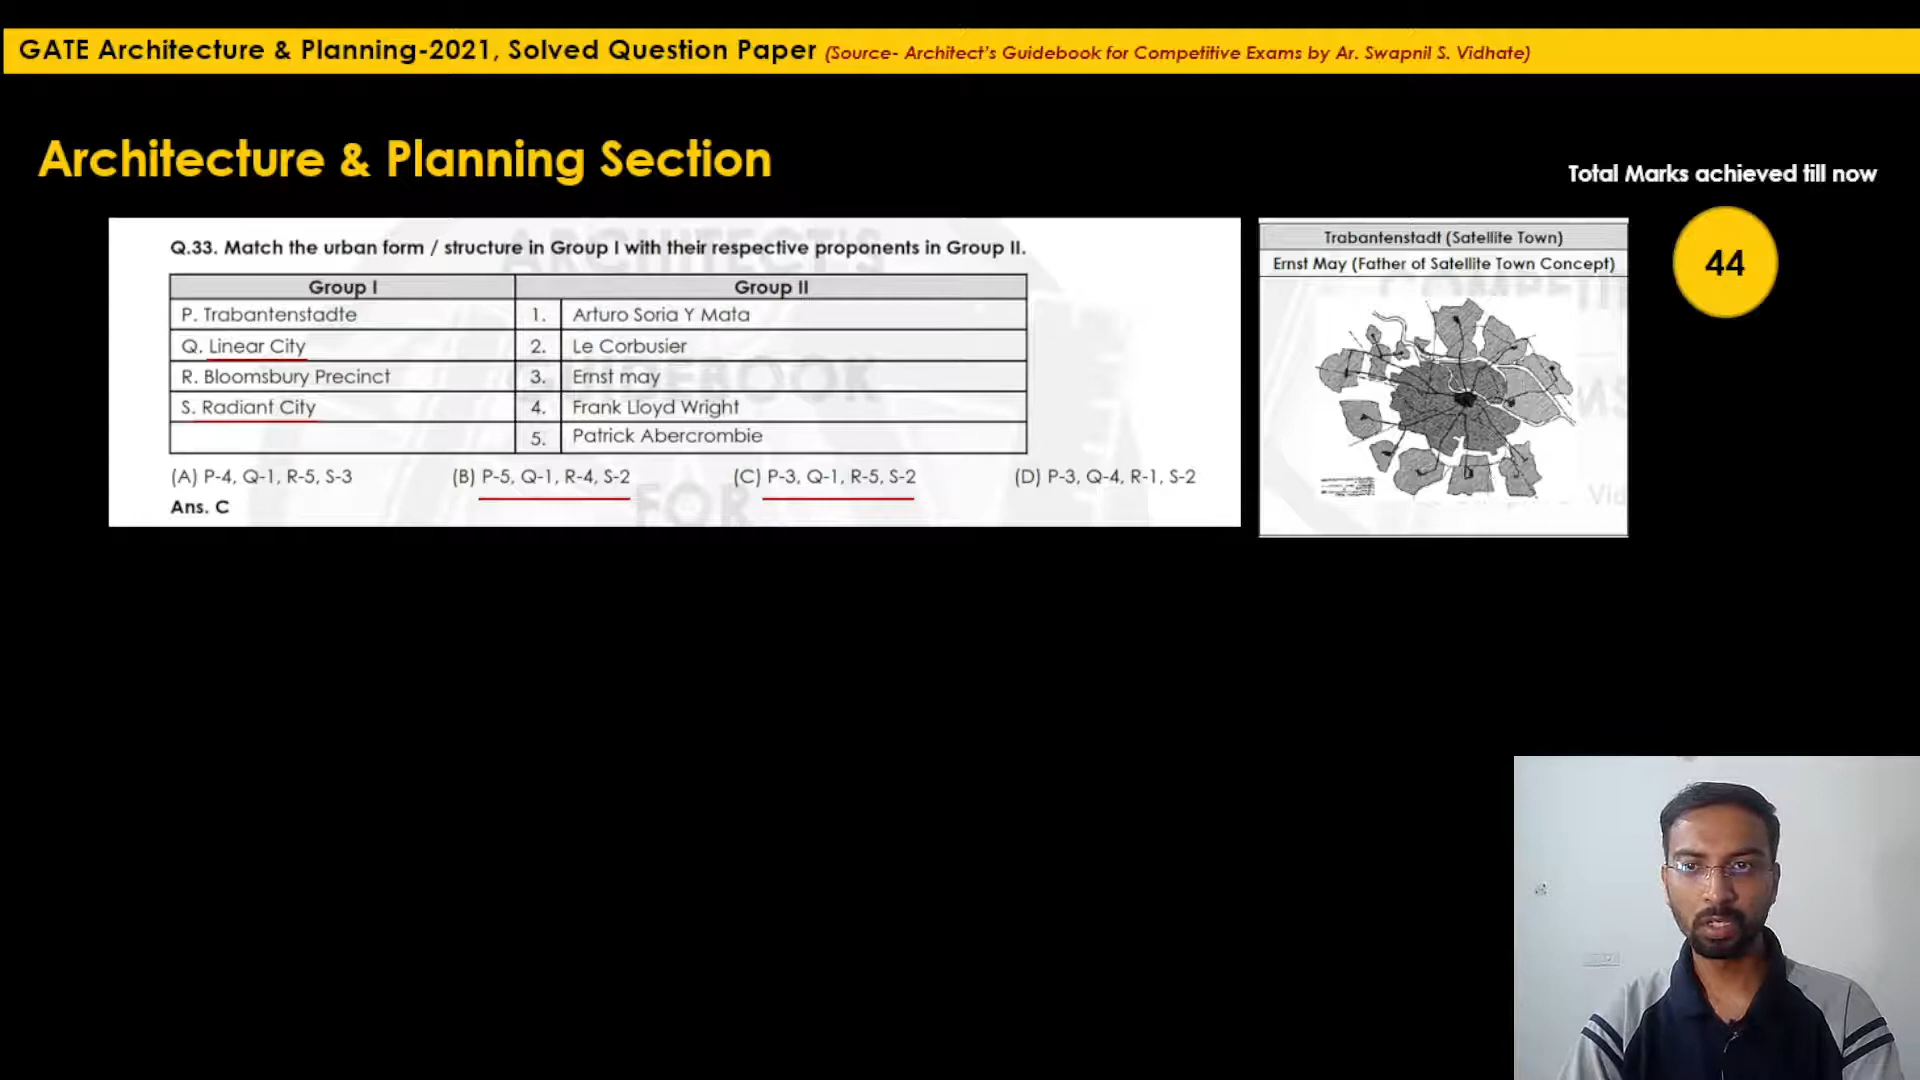 GATE Architecture & Planning-2021, Solved Question Paper (Source- Architect's Guidebook for Competitive Exams by Ar. Swapnil S. Vidhate)
Architecture & Planning Section
Total Marks achieved till now
44
Q.33. Match the urban form / structure in Group I with their respective proponents in Group II.
Group I Group II
P. Trabantenstadte 1. Arturo Soria Y Mata
Q. Linear City 2. Le Corbusier
R. Bloomsbury Precinct 3. Ernst may
S. Radiant City 4. Frank Lloyd Wright
5. Patrick Abercrombie
(A) P-4, Q-1, R-5, S-3 (B) P-5, Q-1, R-4, S-2 (C) P-3, Q-1, R-5, S-2 (D) P-3, Q-4, R-1, S-2
Ans. C
Trabantenstadt (Satellite Town)
Ernst May (Father of Satellite Town Concept)
ARCHITECT'S
GUIDEBOOK
FOR